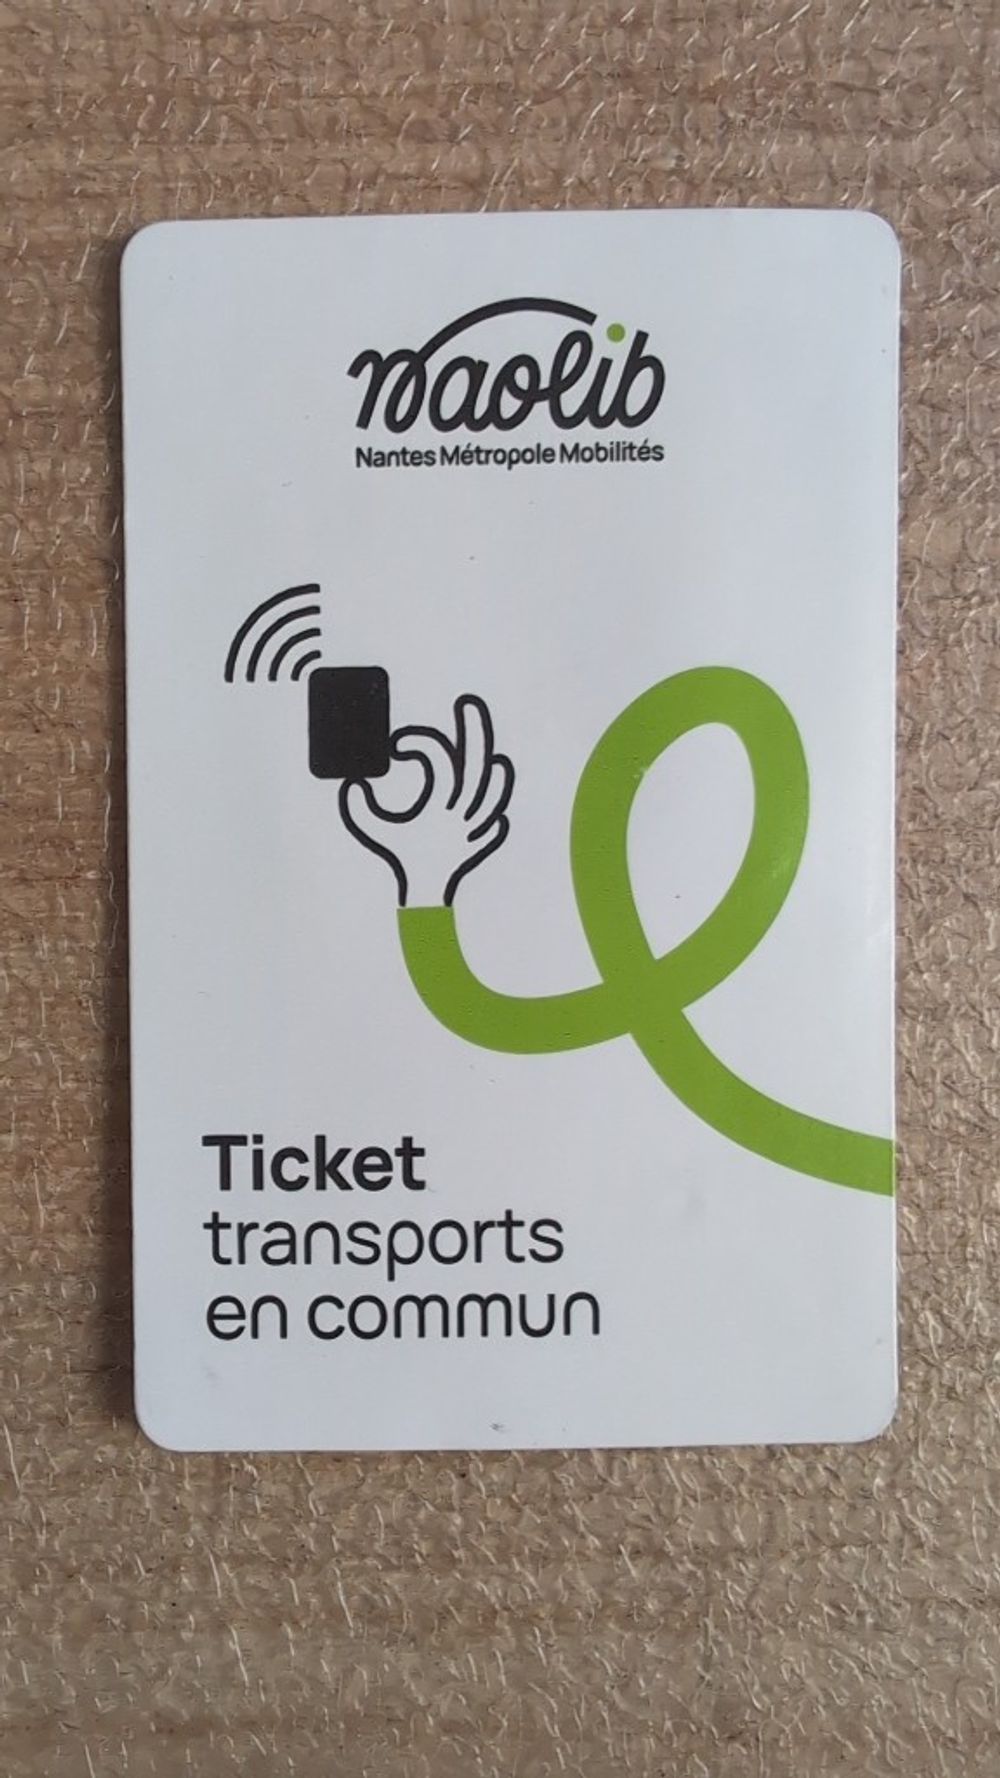 naolib
Nantes Métropole Mobilités
Ticket
transports
en commun